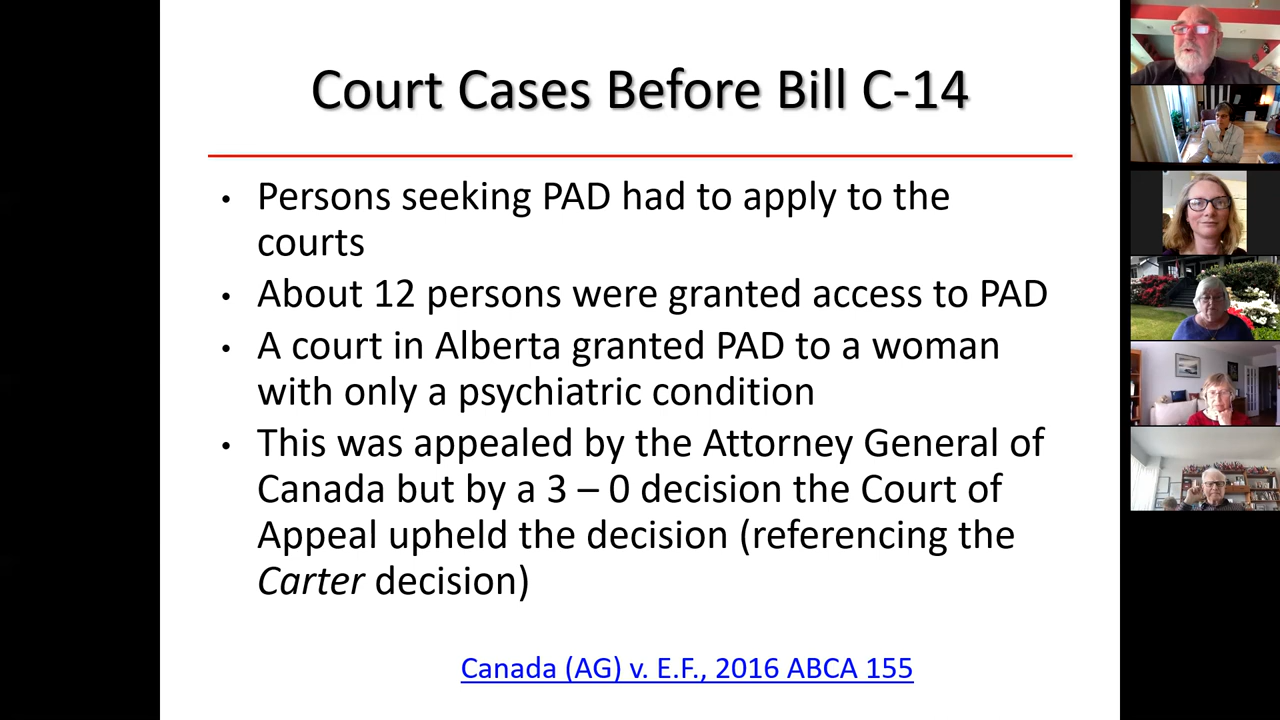 Court Cases Before Bill C-14
• Persons seeking PAD had to apply to the
courts
• About 12 persons were granted access to PAD
• A court in Alberta granted PAD to a woman
with only a psychiatric condition
• This was appealed by the Attorney General of
Canada but by a 3 – 0 decision the Court of
Appeal upheld the decision (referencing the
Carter decision)
Canada (AG) v. E.F., 2016 ABCA 155